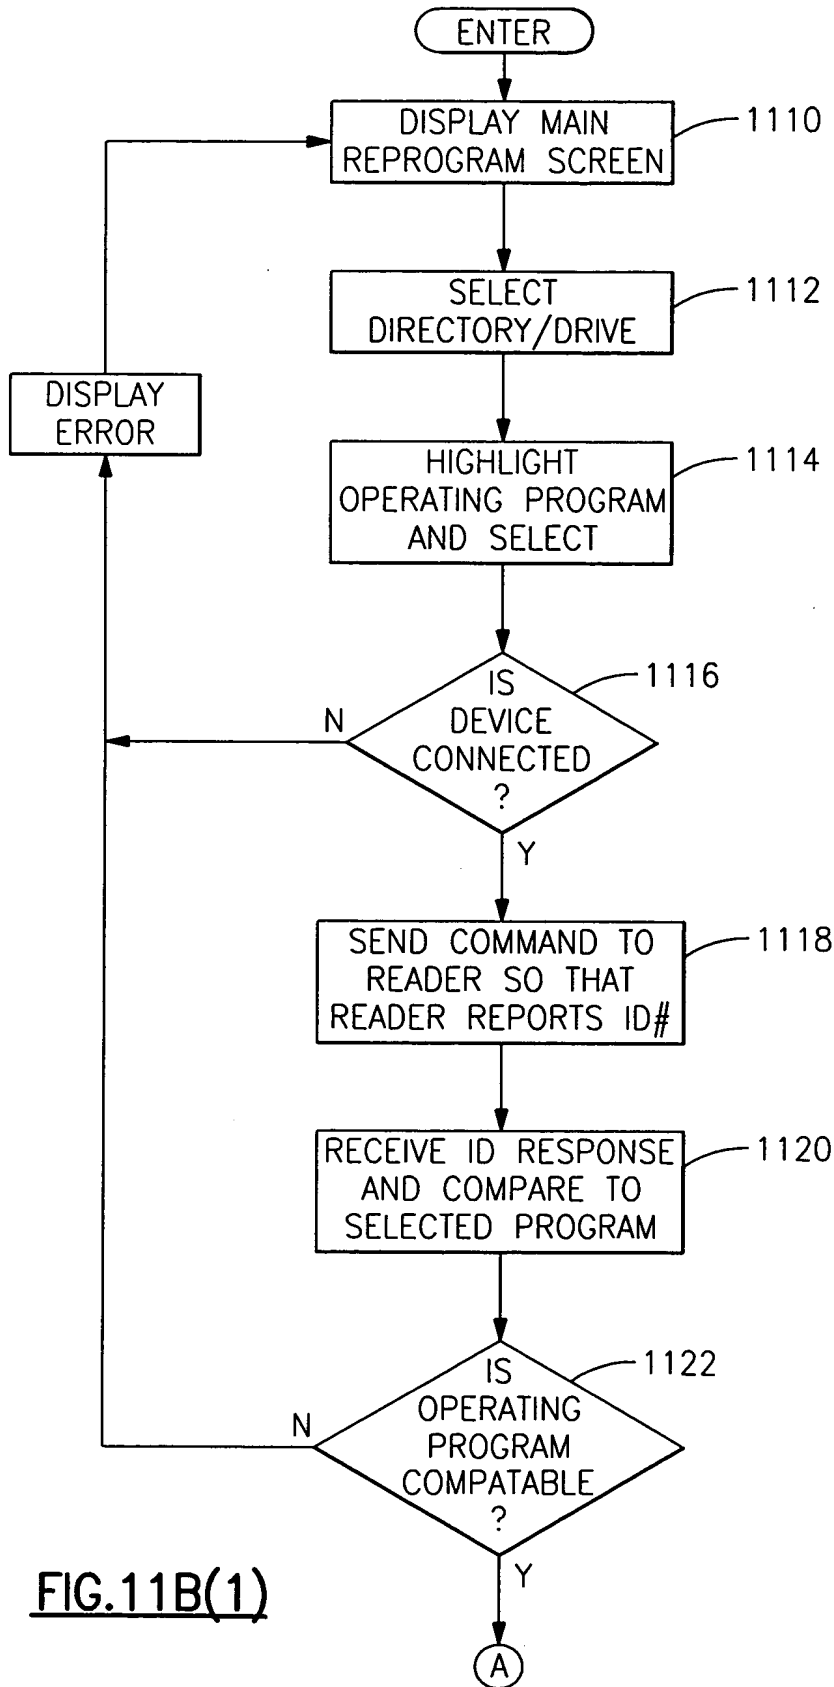 ENTER
DISPLAY MAN
REPROGRAM SCREEN
1110
SELECT
DIRECTORY/DRIVE
1112
DISPLAY
ERROR
HIGHLIGHT
OPERATING PROGRAM
AND SELECT
1114
IS
DEVICE
CONNECTED
?
1116
N
Y
SEND COMMAND TO
READER SO THAT
READER REPORTS ID#
1118
RECEIVE ID RESPONSE
AND COMPARE TO
SELECTED PROGRAM
1120
IS
OPERATING
PROGRAM
COMPATABLE
?
1122
N
Y
FIG.11B(1)
A